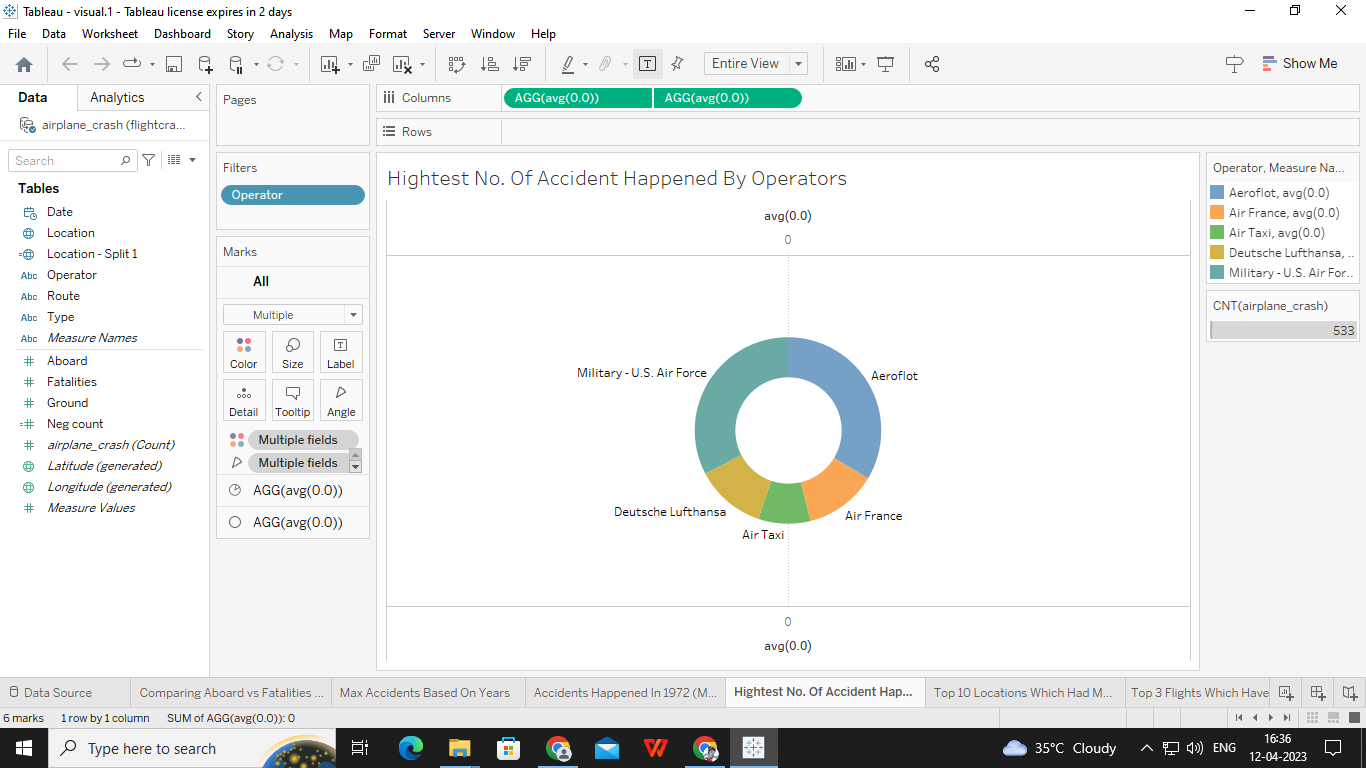 Tableau - visual.1 - Tableau license expires in 2 days
File Data Worksheet Dashboard Story Analysis Map Format Server Window Help
Entire View
Show Me
Data Analytics
airplane_crash (flightcra...
Search
Tables
Date
Location
Location - Split 1
Abc Operator
Abc Route
Abc Type
Abc Measure Names
Aboard
Fatalities
Ground
Neg count
airplane_crash (Count)
Latitude (generated)
Longitude (generated)
Measure Values
Pages
Filters
Operator
Marks
All
Multiple
Color Size Label
Detail Tooltip Angle
Multiple fields
Multiple fields
AGG(avg(0.0))
AGG(avg(0.0))
Columns AGG(avg(0.0)) AGG(avg(0.0))
Rows
Hightest No. Of Accident Happened By Operators
avg(0.0)
0
Military - U.S. Air Force
Aeroflot
Deutsche Lufthansa
Air France
Air Taxi
0
avg(0.0)
Operator, Measure Na...
Aeroflot, avg(0.0)
Air France, avg(0.0)
Air Taxi, avg(0.0)
Deutsche Lufthansa, ..
Military - U.S. Air For..
CNT(airplane_crash)
533
Data Source Comparing Aboard vs Fatalities ... Max Accidents Based On Years Accidents Happened In 1972 (M... Hightest No. Of Accident Hap... Top 10 Locations Which Had M... Top 3 Flights Which Have
6 marks 1 row by 1 column SUM of AGG(avg(0.0)): 0
Type here to search
35°C Cloudy
ENG
16:36
12-04-2023